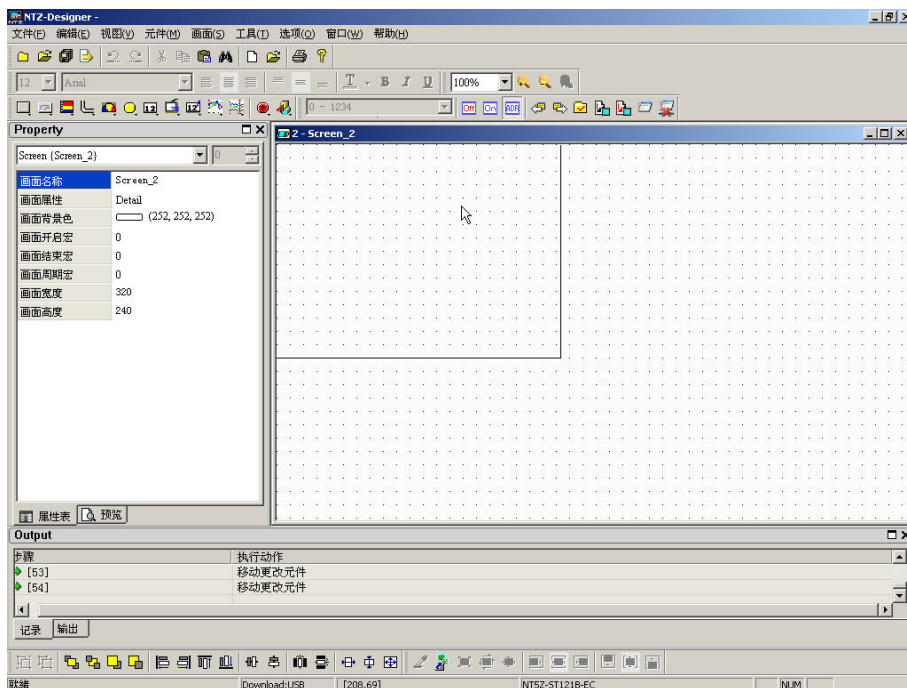 NTZ-Designer -
文件(F) 编辑(E) 视图(V) 元件(M) 画面(S) 工具(T) 选项(O) 窗口(W) 帮助(H)
12 Arial 100%
0 - 1234 Off On ADR
Property
2 - Screen_2
Screen (Screen_2) 0
画面名称 Screen_2
画面属性 Detail
画面背景色 (252, 252, 252)
画面开启宏 0
画面结束宏 0
画面周期宏 0
画面宽度 320
画面高度 240
属性表 预览
Output
步骤 执行动作
[53] 移动更改元件
[54] 移动更改元件
记录 输出
就绪 Download:USB [208,69] NT5Z-ST121B-EC NUM